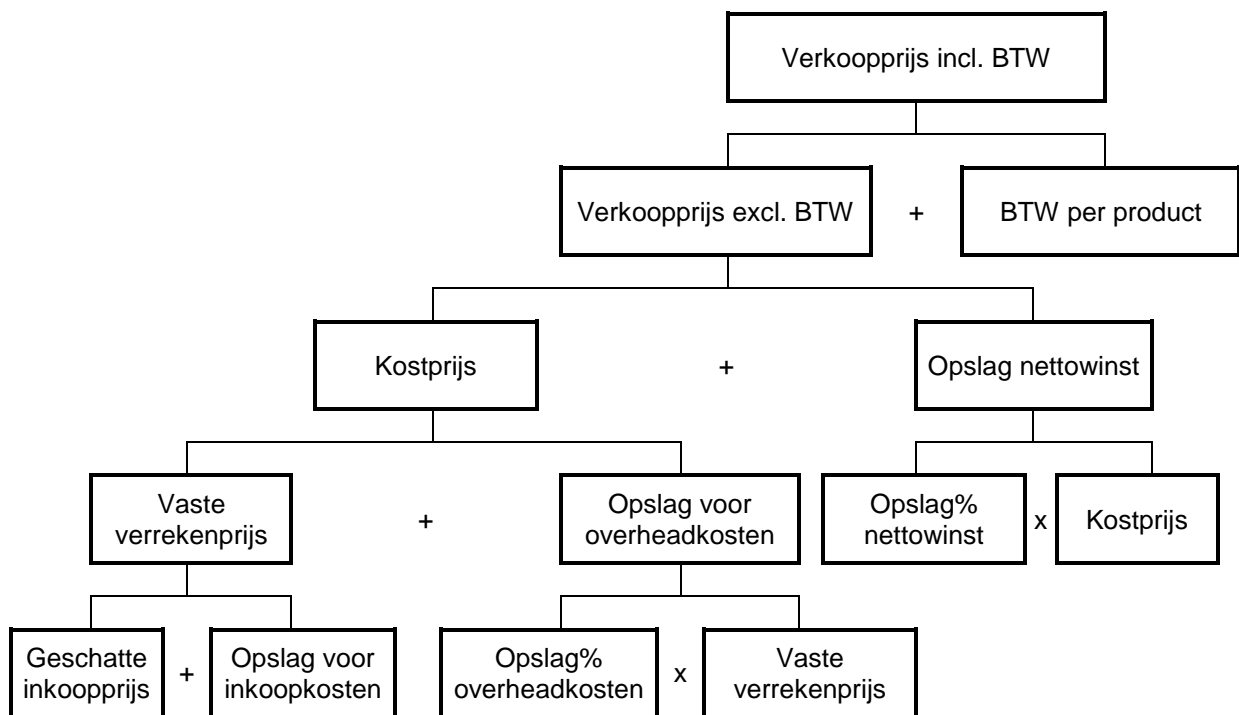 Verkoopprijs incl. BTW
Verkoopprijs excl. BTW + BTW per product
Kostprijs + Opslag nettowinst
Vaste
verrekenprijs
+
Opslag voor
overheadkosten
Opslag%
nettowinst
x
Kostprijs
Geschatte
inkoopprijs
+
Opslag voor
inkoopkosten
Opslag%
overheadkosten
x
Vaste
verrekenprijs